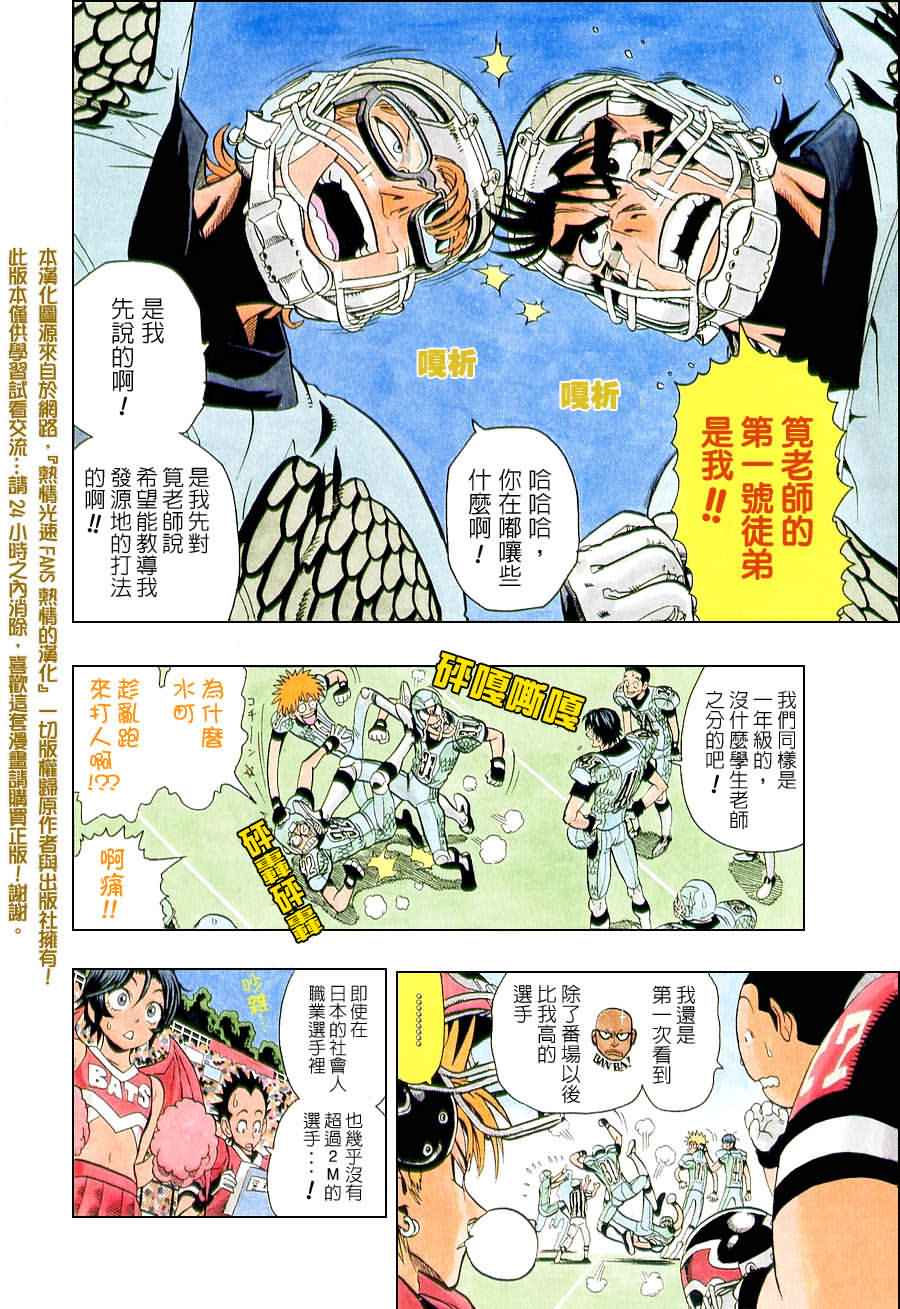 筧老師的
第一號徒弟
是我!!
哈哈哈，
你在嘟嚷些
什麼啊！
嘎析
嘎析
是我
先說的啊！
是我先對
筧老師說
希望能教導我
發源地的打法
的啊!!
我們同樣是
一年級的，
沒什麼學生老師
之分的吧！
砰嘎嘶嘎
砰轟砰轟
為什麼
水町
趁亂跑
來打人啊!??
啊痛!!
我還是
第一次看到
BANBA?
除了番場以後
比我高的
選手
17
………
吵雜
即使在
日本的社會人
職業選手裡
也幾乎沒有
超過2M的
選手…！
BATS
本漢化圖源來自於網路，『熱情光速FANS熱情的漢化』一切版權歸原作者與出版社擁有！
此版本僅供學習試看交流…請24小時之內消除，喜歡這套漫畫請購買正版！謝謝。